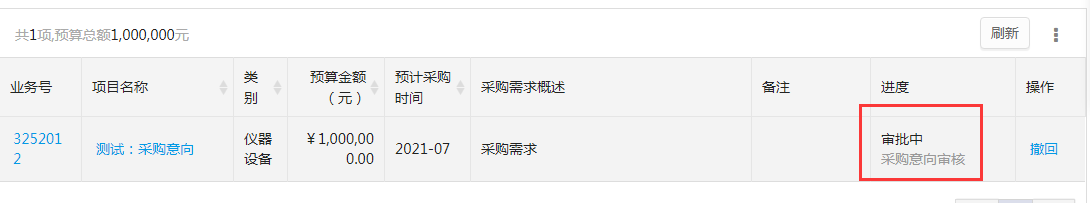 共1项,预算总额1,000,000元
刷新
业务号
项目名称
类
别
预算金额
（元）
预计采购
时间
采购需求概述
备注
进度
操作
325201
2
测试：采购意向
仪器
设备
￥1,000,00
0.00
2021-07
采购需求
审批中
采购意向审核
撤回